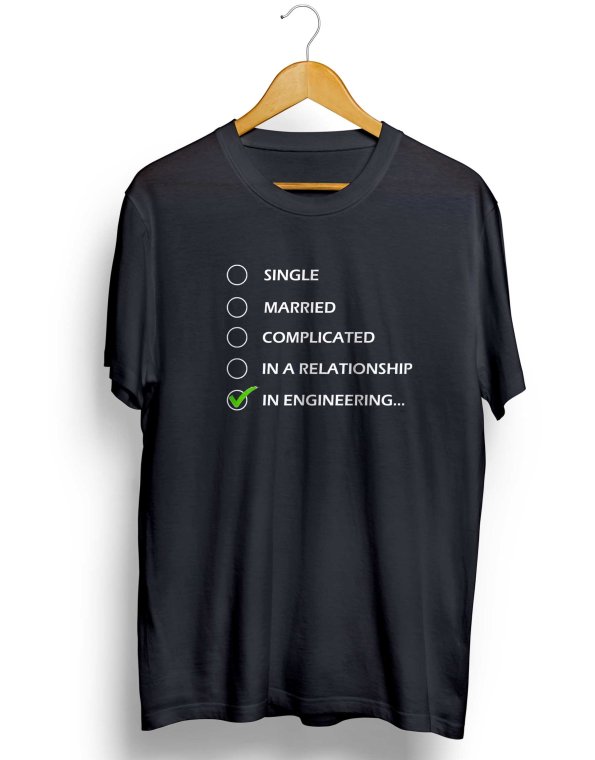 SINGLE
MARRIED
COMPLICATED
IN A RELATIONSHIP
IN ENGINEERING...